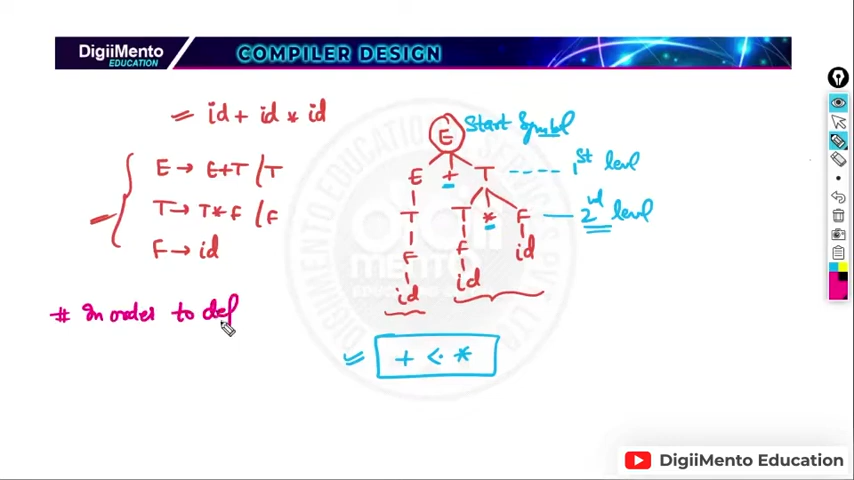 DigiiMento
EDUCATION
COMPILER DESIGN
= id + id * id
E → E+T / T
T → T*F / F
F → id
E Start Symbol
E + T ---- 1st level
T T * F — 2nd level
F F id
id id
# In order to def
+ <· *
DigiiMento Education